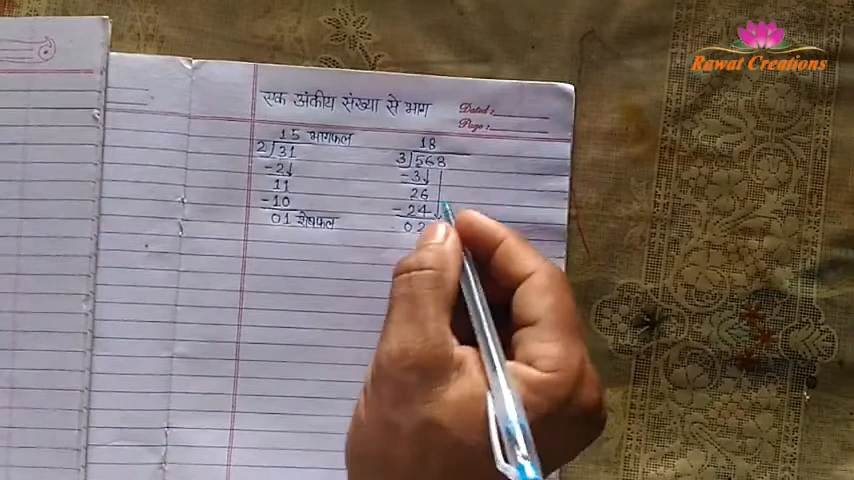 Rawat Creations
एक अंकीय संख्या से भाग
Dated:
Page:
15 भागफल
2)31
-2↓
11
-10
01 शेषफल
18
3)568
-3↓
26
-24
02